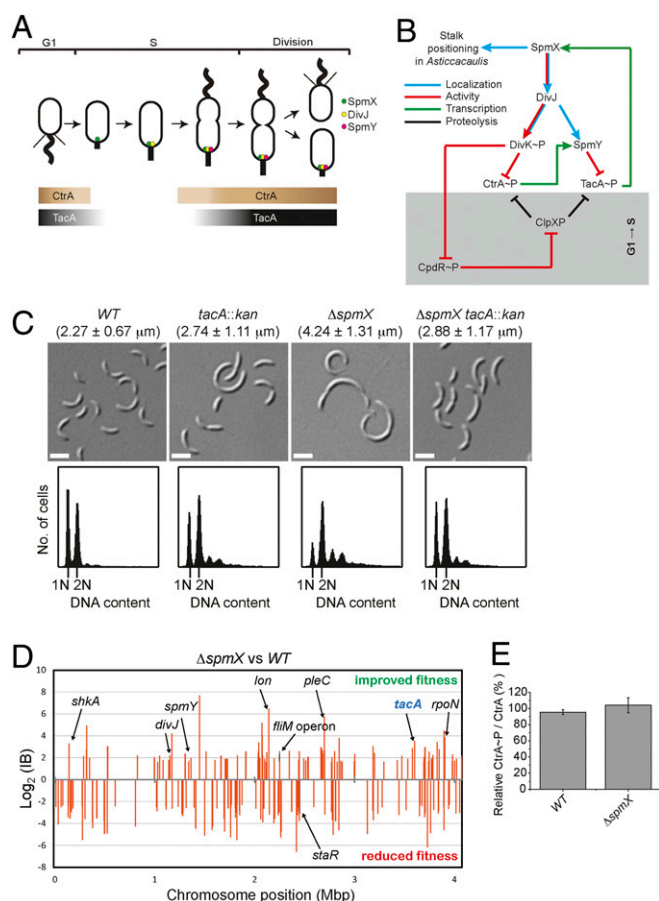 A
G1
S
Division
SpmX
DivJ
SpmY
CtrA
CtrA
TacA
TacA
B
Stalk
positioning
in Asticcacaulis
SpmX
Localization
Activity
Transcription
Proteolysis
DivJ
DivK~P
SpmY
CtrA~P
TacA~P
ClpXP
CpdR~P
G1 → S
C
WT
(2.27 ± 0.67 μm)
tacA::kan
(2.74 ± 1.11 μm)
ΔspmX
(4.24 ± 1.31 μm)
ΔspmX tacA::kan
(2.88 ± 1.17 μm)
No. of cells
1N 2N
DNA content
1N 2N
DNA content
1N 2N
DNA content
1N 2N
DNA content
D
ΔspmX vs WT
Log2 (IB)
10
8
6
4
2
0
-2
-4
-6
-8
improved fitness
shkA
divJ
spmY
lon
fliM operon
pleC
tacA
rpoN
staR
reduced fitness
0 1 2 3 4
Chromosome position (Mbp)
E
Relative CtrA~P / CtrA (%)
120
100
80
60
40
20
0
WT
ΔspmX